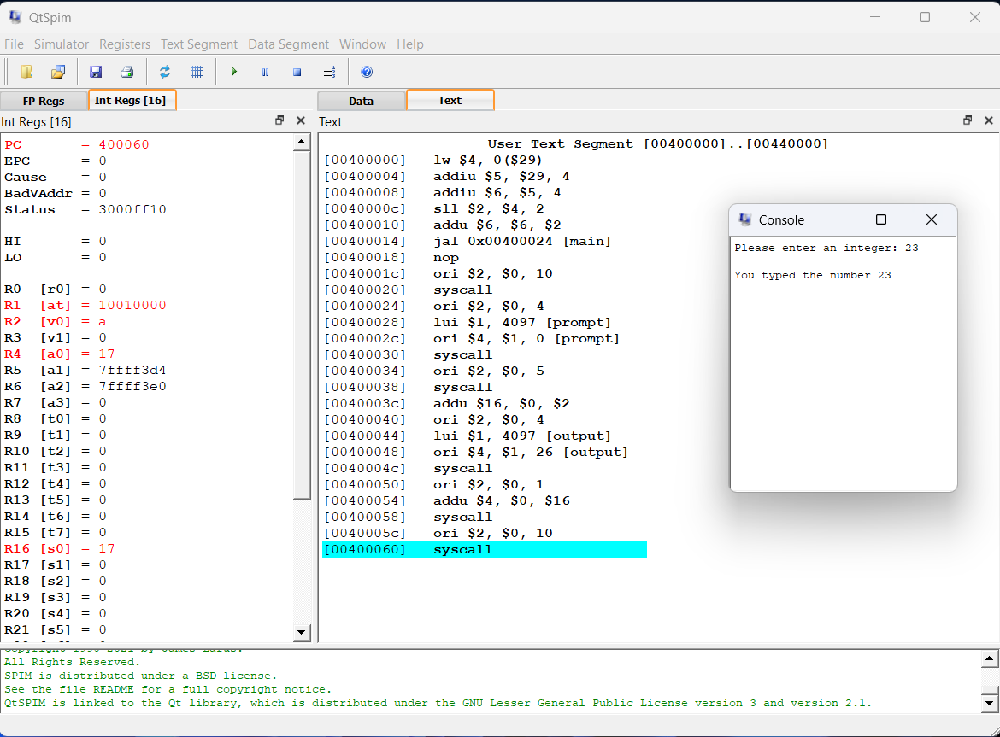 QtSpim
File Simulator Registers Text Segment Data Segment Window Help
FP Regs Int Regs [16] Data Text
Int Regs [16]
PC = 400060
EPC = 0
Cause = 0
BadVAddr = 0
Status = 3000ff10
HI = 0
LO = 0
R0 [r0] = 0
R1 [at] = 10010000
R2 [v0] = a
R3 [v1] = 0
R4 [a0] = 17
R5 [a1] = 7ffff3d4
R6 [a2] = 7ffff3e0
R7 [a3] = 0
R8 [t0] = 0
R9 [t1] = 0
R10 [t2] = 0
R11 [t3] = 0
R12 [t4] = 0
R13 [t5] = 0
R14 [t6] = 0
R15 [t7] = 0
R16 [s0] = 17
R17 [s1] = 0
R18 [s2] = 0
R19 [s3] = 0
R20 [s4] = 0
R21 [s5] = 0
Text
User Text Segment [00400000]..[00440000]
[00400000] lw $4, 0($29)
[00400004] addiu $5, $29, 4
[00400008] addiu $6, $5, 4
[0040000c] sll $2, $4, 2
[00400010] addu $6, $6, $2
[00400014] jal 0x00400024 [main]
[00400018] nop
[0040001c] ori $2, $0, 10
[00400020] syscall
[00400024] ori $2, $0, 4
[00400028] lui $1, 4097 [prompt]
[0040002c] ori $4, $1, 0 [prompt]
[00400030] syscall
[00400034] ori $2, $0, 5
[00400038] syscall
[0040003c] addu $16, $0, $2
[00400040] ori $2, $0, 4
[00400044] lui $1, 4097 [output]
[00400048] ori $4, $1, 26 [output]
[0040004c] syscall
[00400050] ori $2, $0, 1
[00400054] addu $4, $0, $16
[00400058] syscall
[0040005c] ori $2, $0, 10
[00400060] syscall
Console
Please enter an integer: 23
You typed the number 23
All Rights Reserved.
SPIM is distributed under a BSD license.
See the file README for a full copyright notice.
QtSPIM is linked to the Qt library, which is distributed under the GNU Lesser General Public License version 3 and version 2.1.